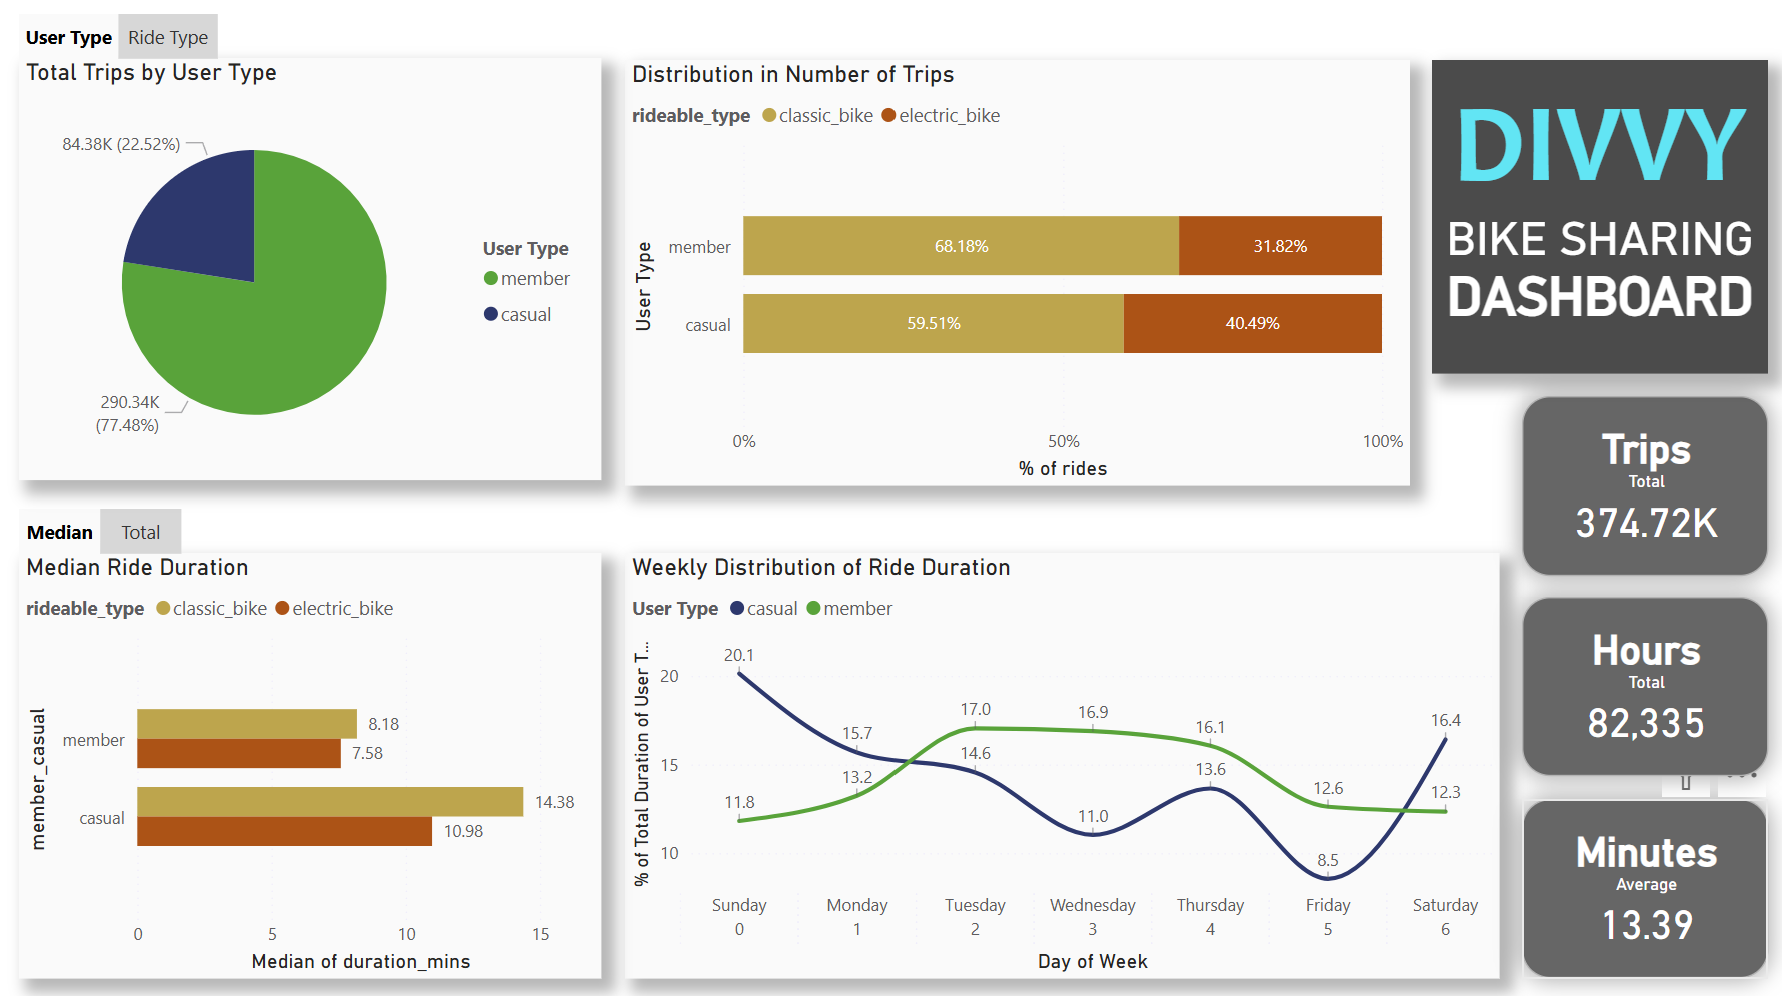 User Type
Ride Type
Total Trips by User Type
84.38K (22.52%)
290.34K
(77.48%)
User Type
member
casual
Distribution in Number of Trips
rideable_type classic_bike electric_bike
User Type
member 68.18% 31.82%
casual 59.51% 40.49%
0% 50% 100%
% of rides
DIVVY
BIKE SHARING
DASHBOARD
Trips
Total
374.72K
Hours
Total
82,335
Minutes
Average
13.39
Median
Total
Median Ride Duration
rideable_type classic_bike electric_bike
member_casual
member
8.18
7.58
casual
14.38
10.98
0 5 10 15
Median of duration_mins
Weekly Distribution of Ride Duration
User Type casual member
% of Total Duration of User T...
20
15
10
20.1
15.7
14.6
11.0
13.6
8.5
16.4
11.8
13.2
17.0
16.9
16.1
12.6
12.3
Sunday Monday Tuesday Wednesday Thursday Friday Saturday
0 1 2 3 4 5 6
Day of Week